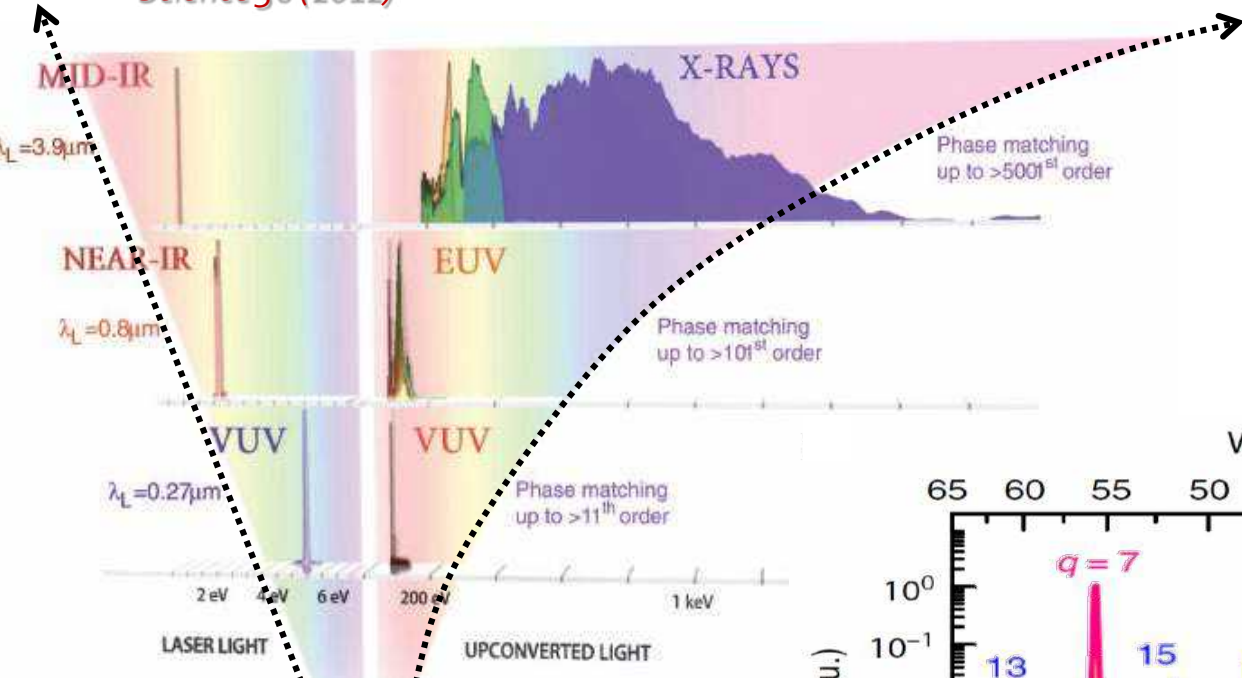 Science (2012)
MID-IR
X-RAYS
λL=3.9μm
Phase matching
up to >5001st order
NEAR-IR
EUV
λL=0.8μm
Phase matching
up to >101st order
VUV
VUV
λL=0.27μm
Phase matching
up to >11th order
2 eV 4 eV 6 eV 200 eV 1 keV
LASER LIGHT
UPCONVERTED LIGHT
65 60 55 50
q = 7
10⁰
10⁻¹
13
15